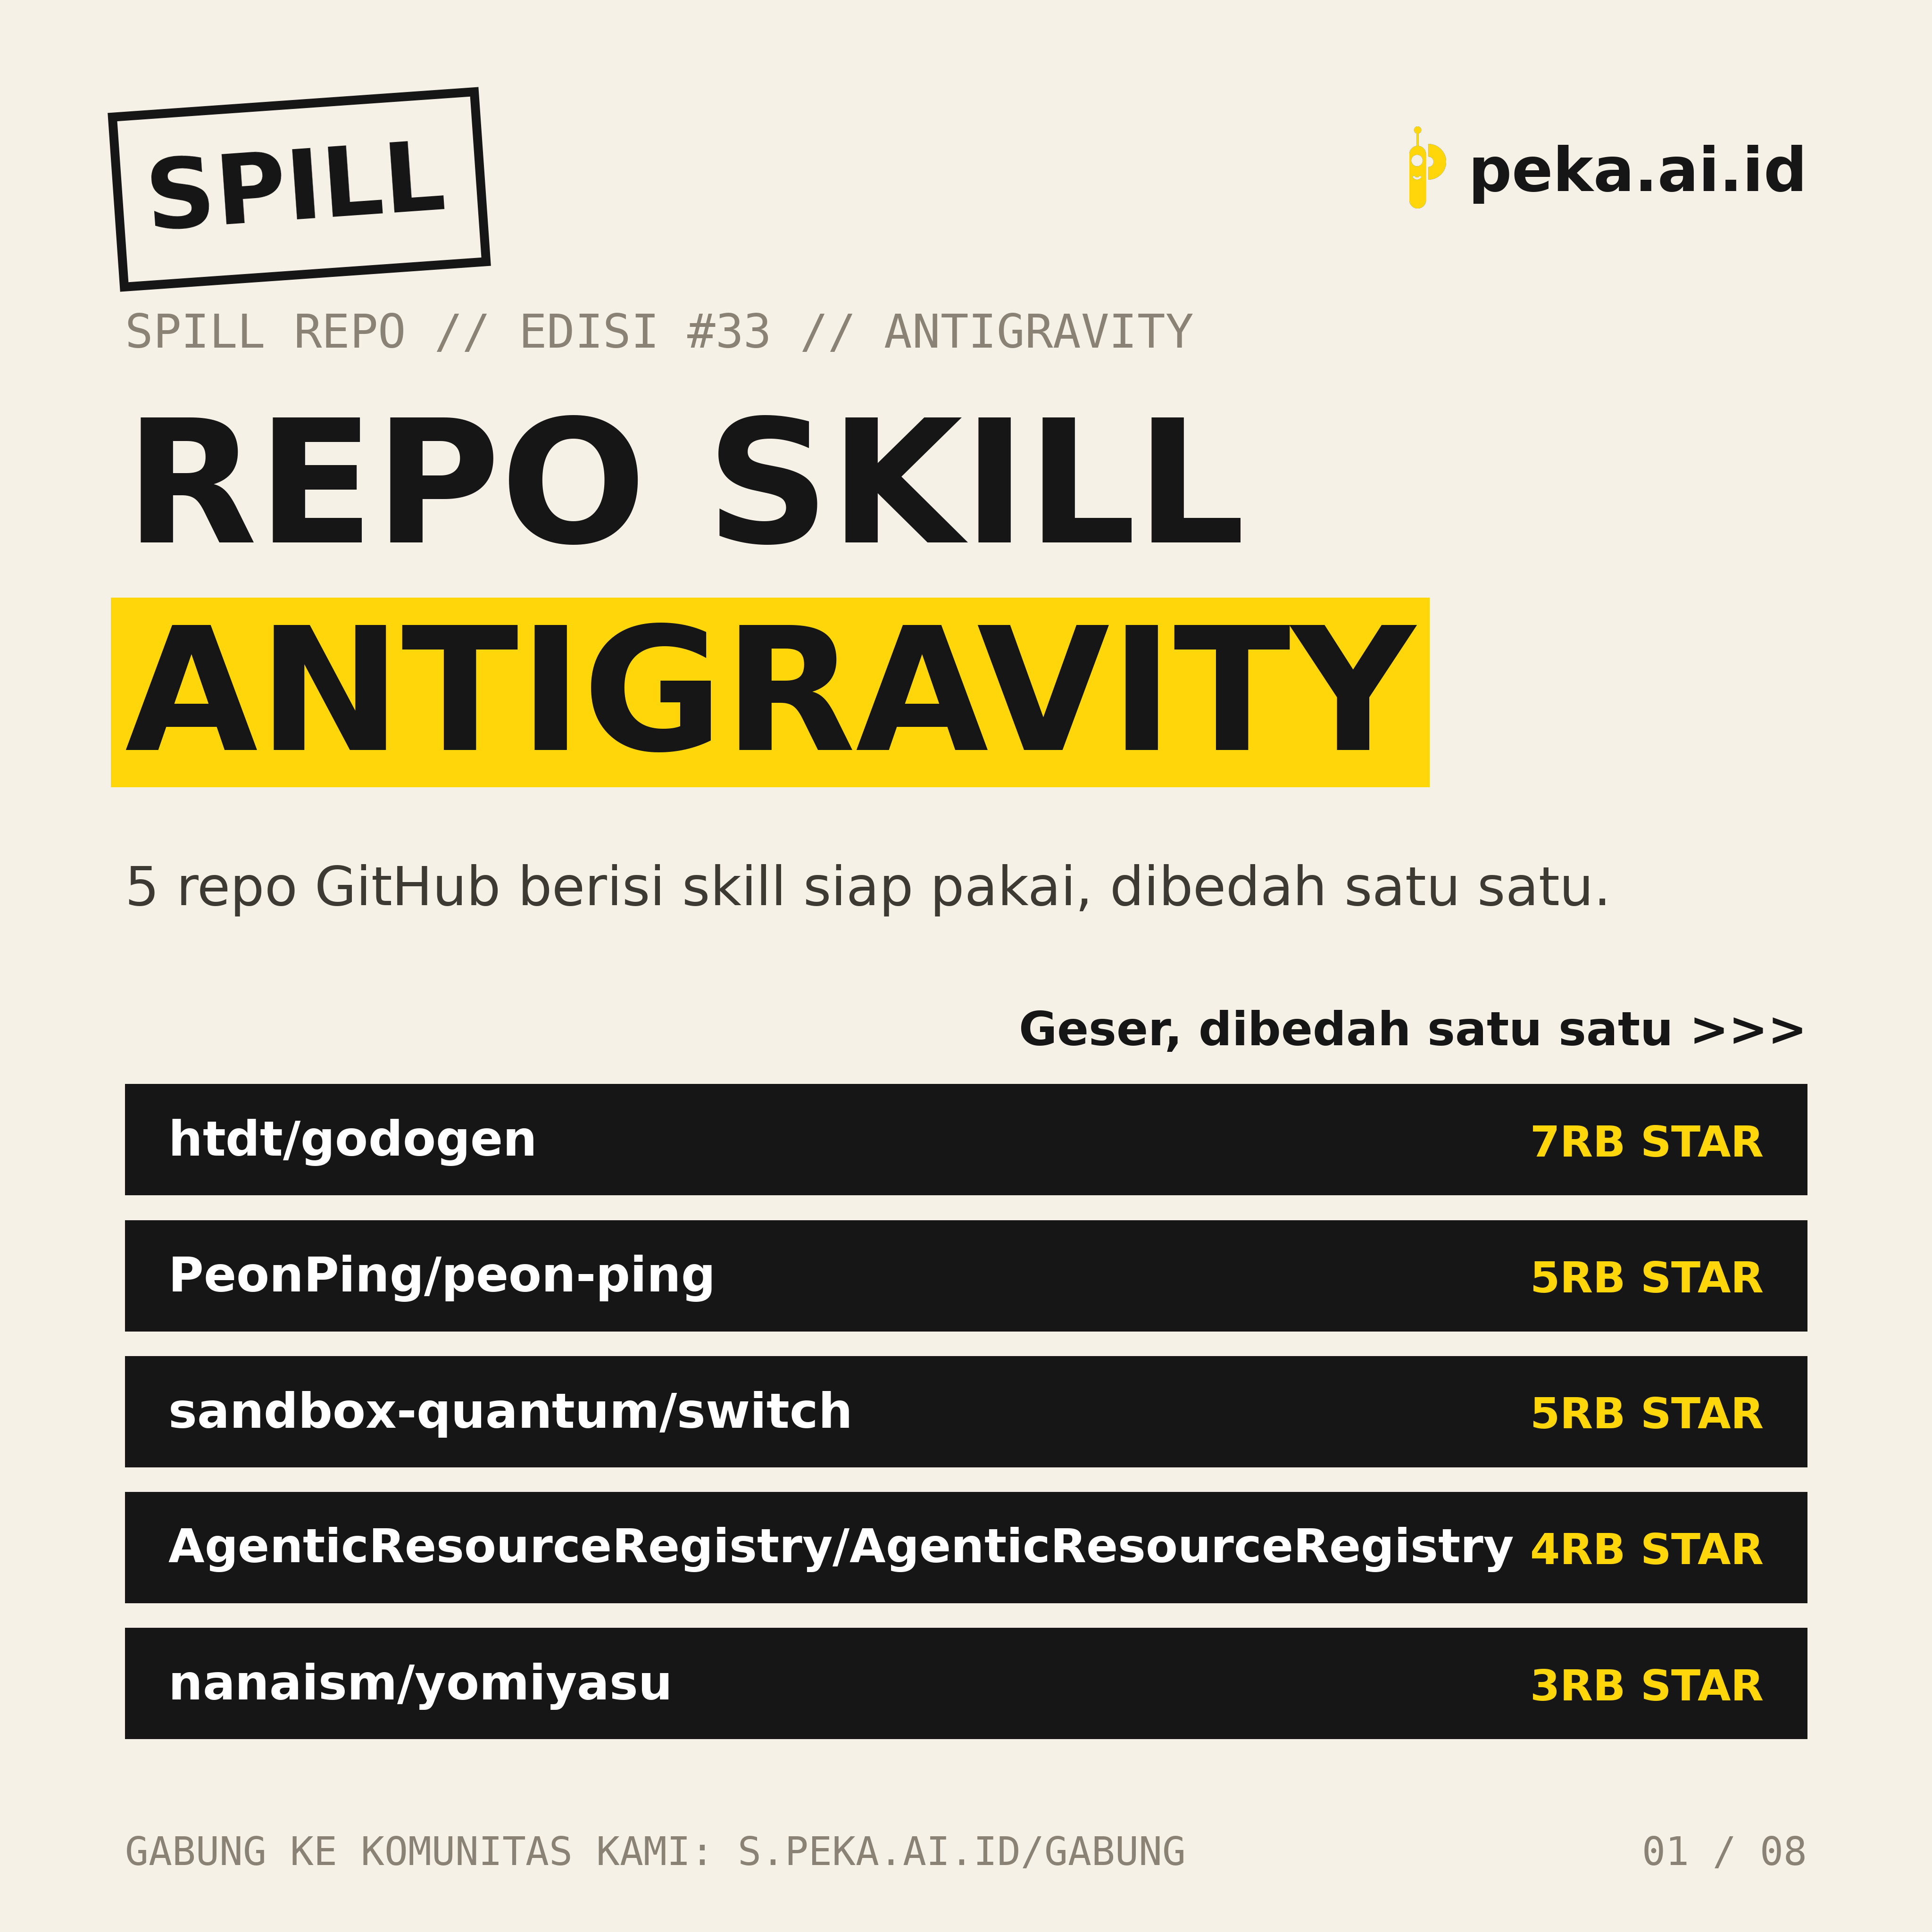 SPILL
peka.ai.id
SPILL REPO // EDISI #33 // ANTIGRAVITY
REPO SKILL
ANTIGRAVITY
5 repo GitHub berisi skill siap pakai, dibedah satu satu.
Geser, dibedah satu satu >>>
htdt/godogen 7RB STAR
PeonPing/peon-ping 5RB STAR
sandbox-quantum/switch 5RB STAR
AgenticResourceRegistry/AgenticResourceRegistry 4RB STAR
nanaism/yomiyasu 3RB STAR
GABUNG KE KOMUNITAS KAMI: S.PEKA.AI.ID/GABUNG 01 / 08